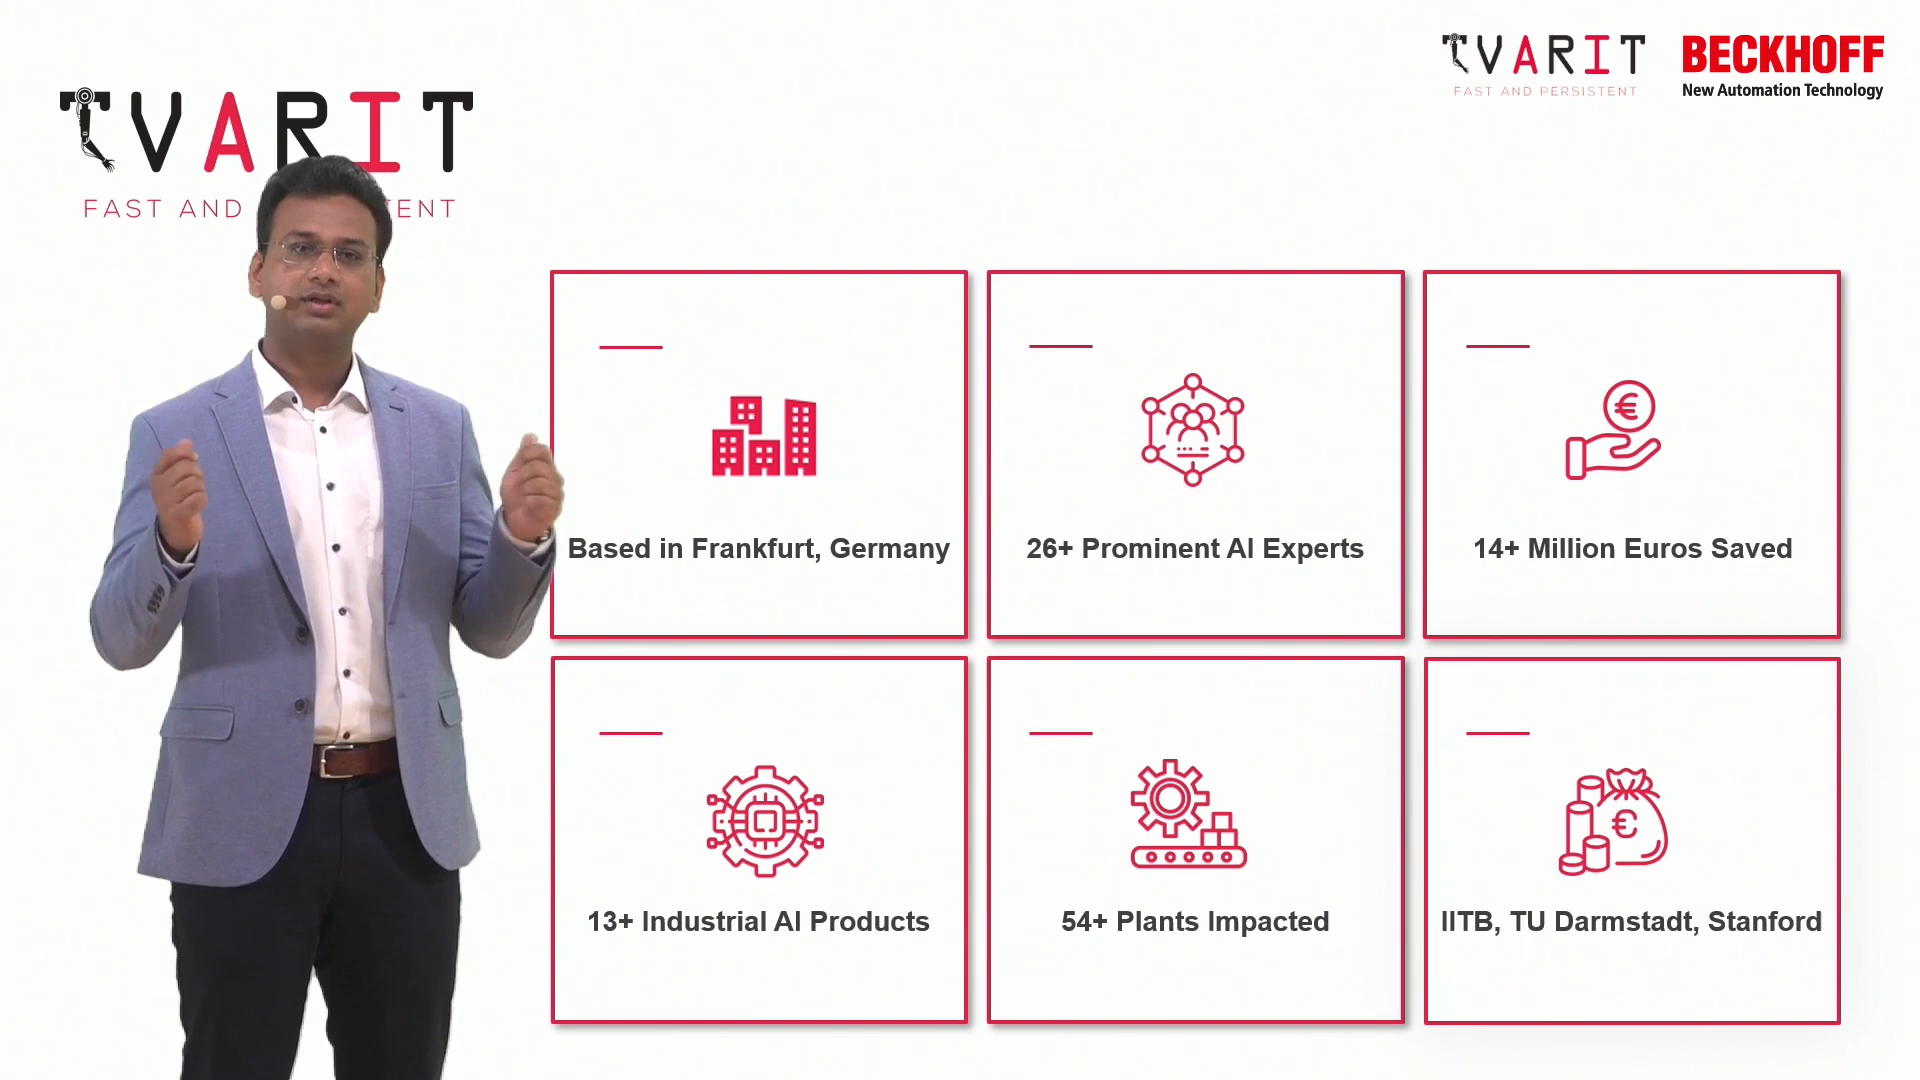 TVARIT
FAST AND PERSISTENT
BECKHOFF
New Automation Technology
TVARIT
FAST AND ENT
Based in Frankfurt, Germany
26+ Prominent AI Experts
14+ Million Euros Saved
13+ Industrial AI Products
54+ Plants Impacted
IITB, TU Darmstadt, Stanford